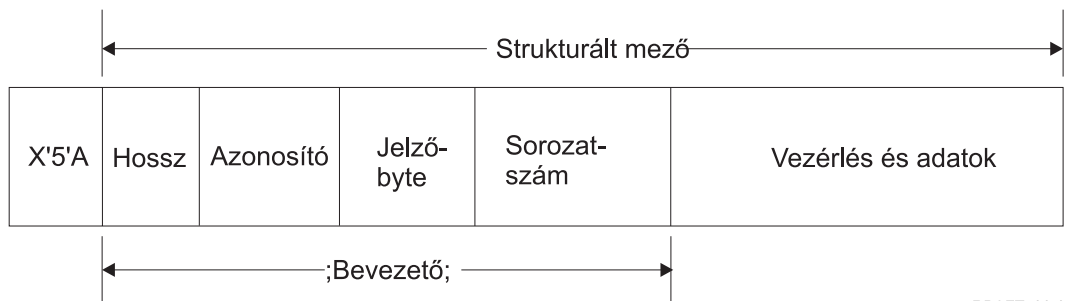 Strukturált mező
X'5'A
Hossz
Azonosító
Jelző-
byte
Sorozat-
szám
Vezérlés és adatok
;Bevezető;